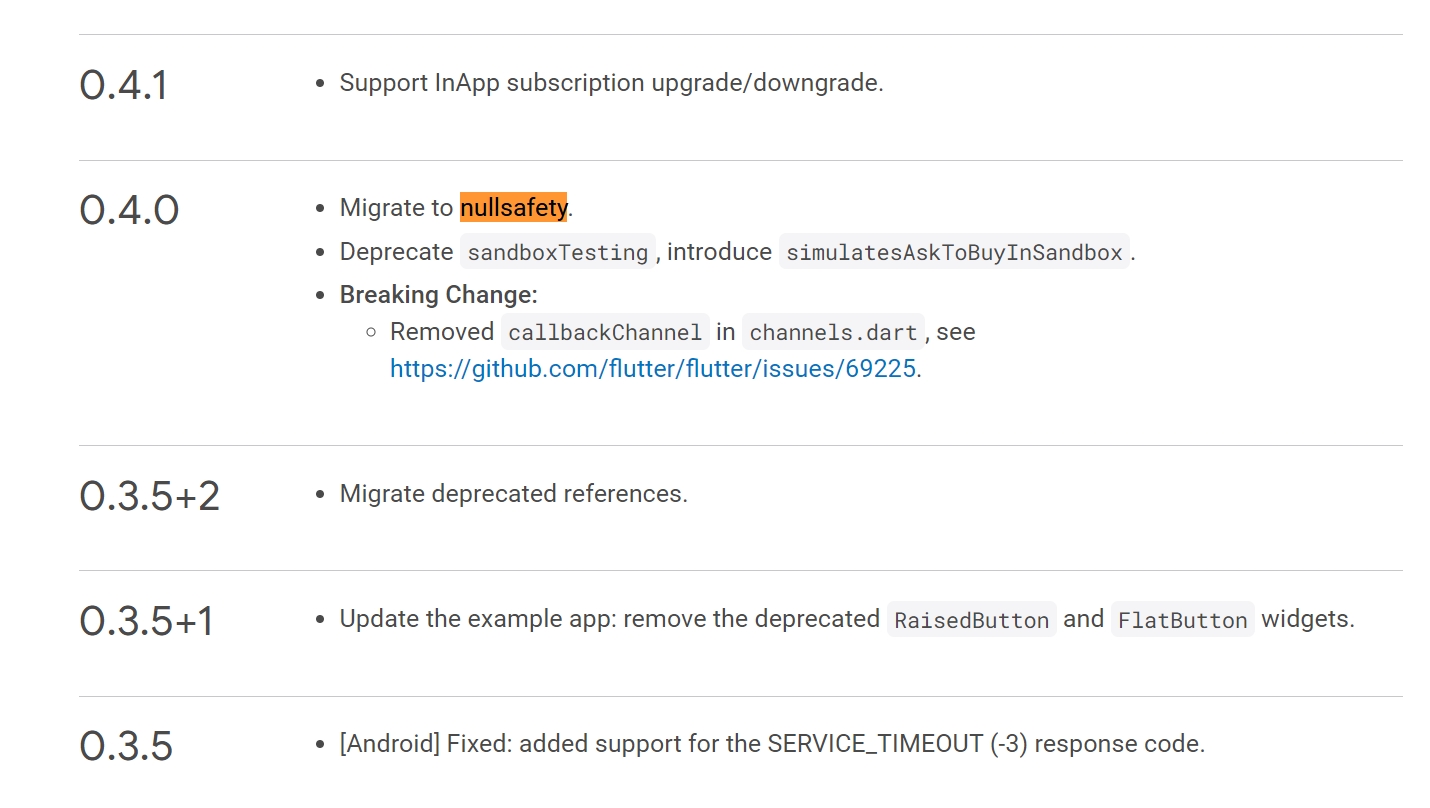 0.4.1
• Support InApp subscription upgrade/downgrade.
0.4.0
• Migrate to nullsafety.
• Deprecate sandboxTesting, introduce simulatesAskToBuyInSandbox.
• Breaking Change:
○ Removed callbackChannel in channels.dart, see
https://github.com/flutter/flutter/issues/69225.
0.3.5+2
• Migrate deprecated references.
0.3.5+1
• Update the example app: remove the deprecated RaisedButton and FlatButton widgets.
0.3.5
• [Android] Fixed: added support for the SERVICE_TIMEOUT (-3) response code.